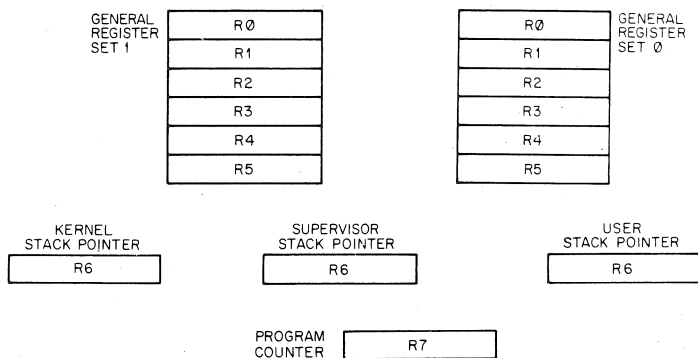 GENERAL
REGISTER
SET 1
RØ
R1
R2
R3
R4
R5
RØ
R1
R2
R3
R4
R5
GENERAL
REGISTER
SET Ø
KERNEL
STACK POINTER
R6
SUPERVISOR
STACK POINTER
R6
USER
STACK POINTER
R6
PROGRAM
COUNTER
R7